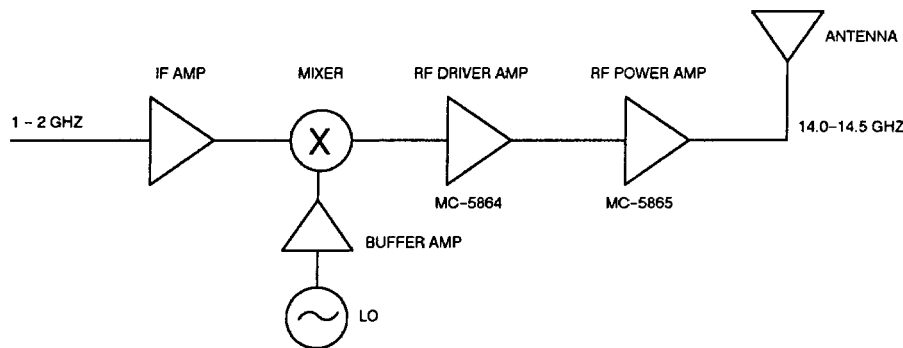 ANTENNA
IF AMP
MIXER
RF DRIVER AMP
RF POWER AMP
1 – 2 GHZ
X
14.0–14.5 GHZ
MC–5864
MC–5865
BUFFER AMP
LO